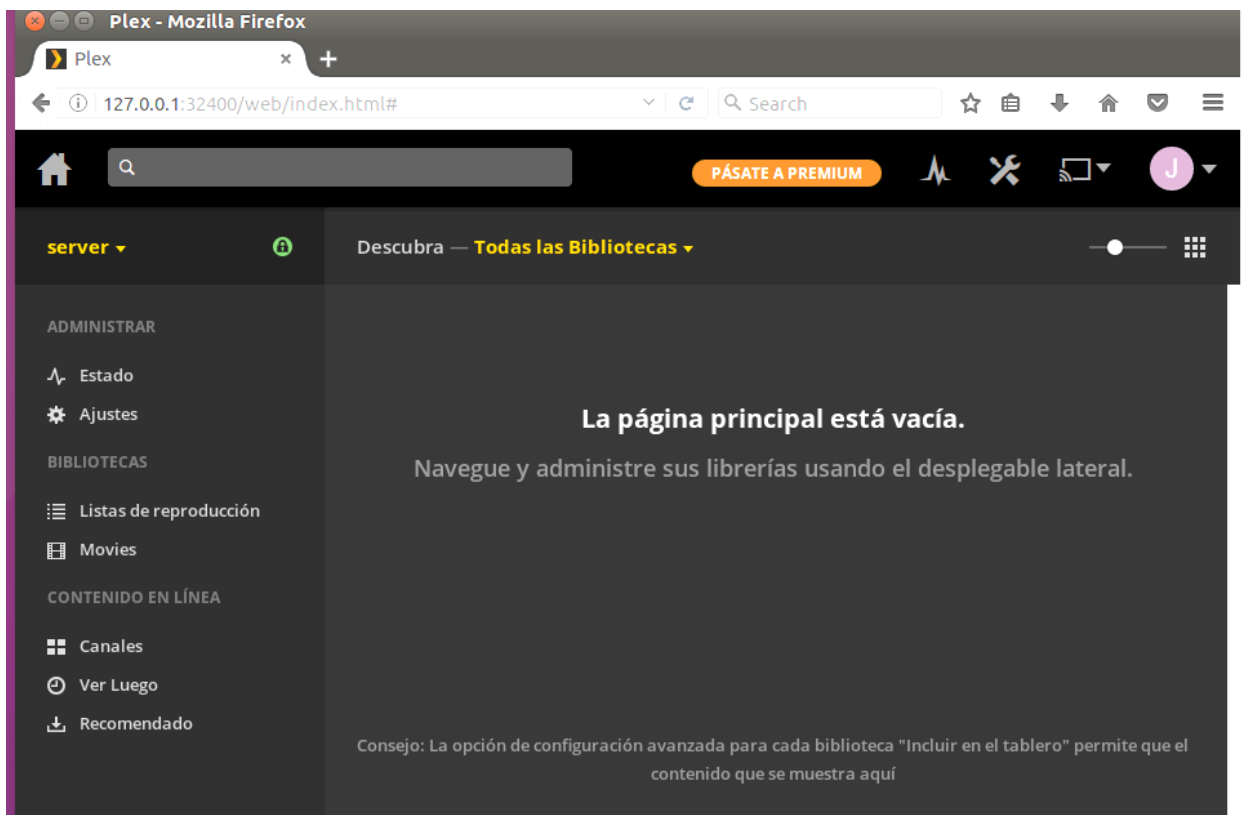 Plex - Mozilla Firefox
Plex
127.0.0.1:32400/web/index.html#
Search
PÁSATE A PREMIUM
J
server
Descubra — Todas las Bibliotecas
ADMINISTRAR
Estado
Ajustes
BIBLIOTECAS
Listas de reproducción
Movies
CONTENIDO EN LÍNEA
Canales
Ver Luego
Recomendado
La página principal está vacía.
Navegue y administre sus librerías usando el desplegable lateral.
Consejo: La opción de configuración avanzada para cada biblioteca "Incluir en el tablero" permite que el
contenido que se muestra aquí